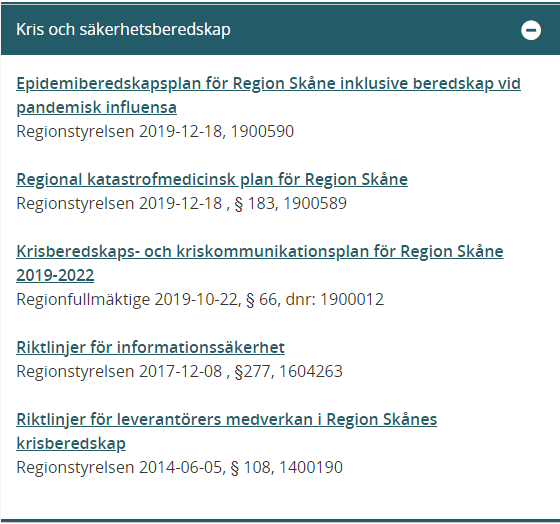 Kris och säkerhetsberedskap
Epidemiberedskapsplan för Region Skåne inklusive beredskap vid
pandemisk influensa
Regionstyrelsen 2019-12-18, 1900590
Regional katastrofmedicinsk plan för Region Skåne
Regionstyrelsen 2019-12-18 , § 183, 1900589
Krisberedskaps- och kriskommunikationsplan för Region Skåne
2019-2022
Regionfullmäktige 2019-10-22, § 66, dnr: 1900012
Riktlinjer för informationssäkerhet
Regionstyrelsen 2017-12-08 , §277, 1604263
Riktlinjer för leverantörers medverkan i Region Skånes
krisberedskap
Regionstyrelsen 2014-06-05, § 108, 1400190